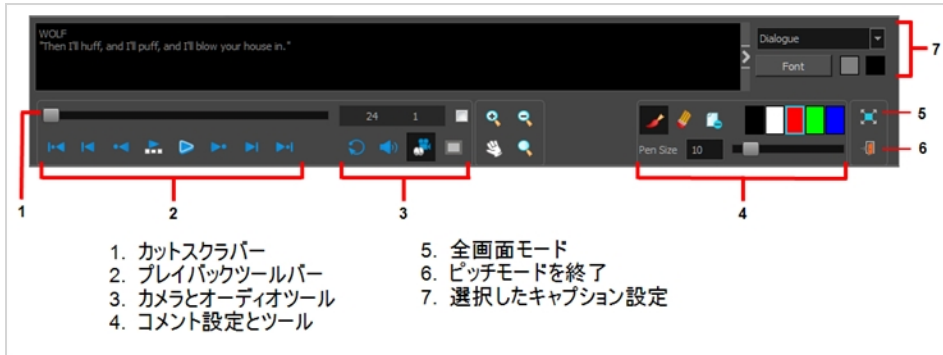 WOLF
"Then I'll huff, and I'll puff, and I'll blow your house in."
Dialogue
Font
7
24 1
Pen Size 10
5
6
1
2
3
4
1. カットスクラバー
2. プレイバックツールバー
3. カメラとオーディオツール
4. コメント設定とツール
5. 全画面モード
6. ピッチモードを終了
7. 選択したキャプション設定